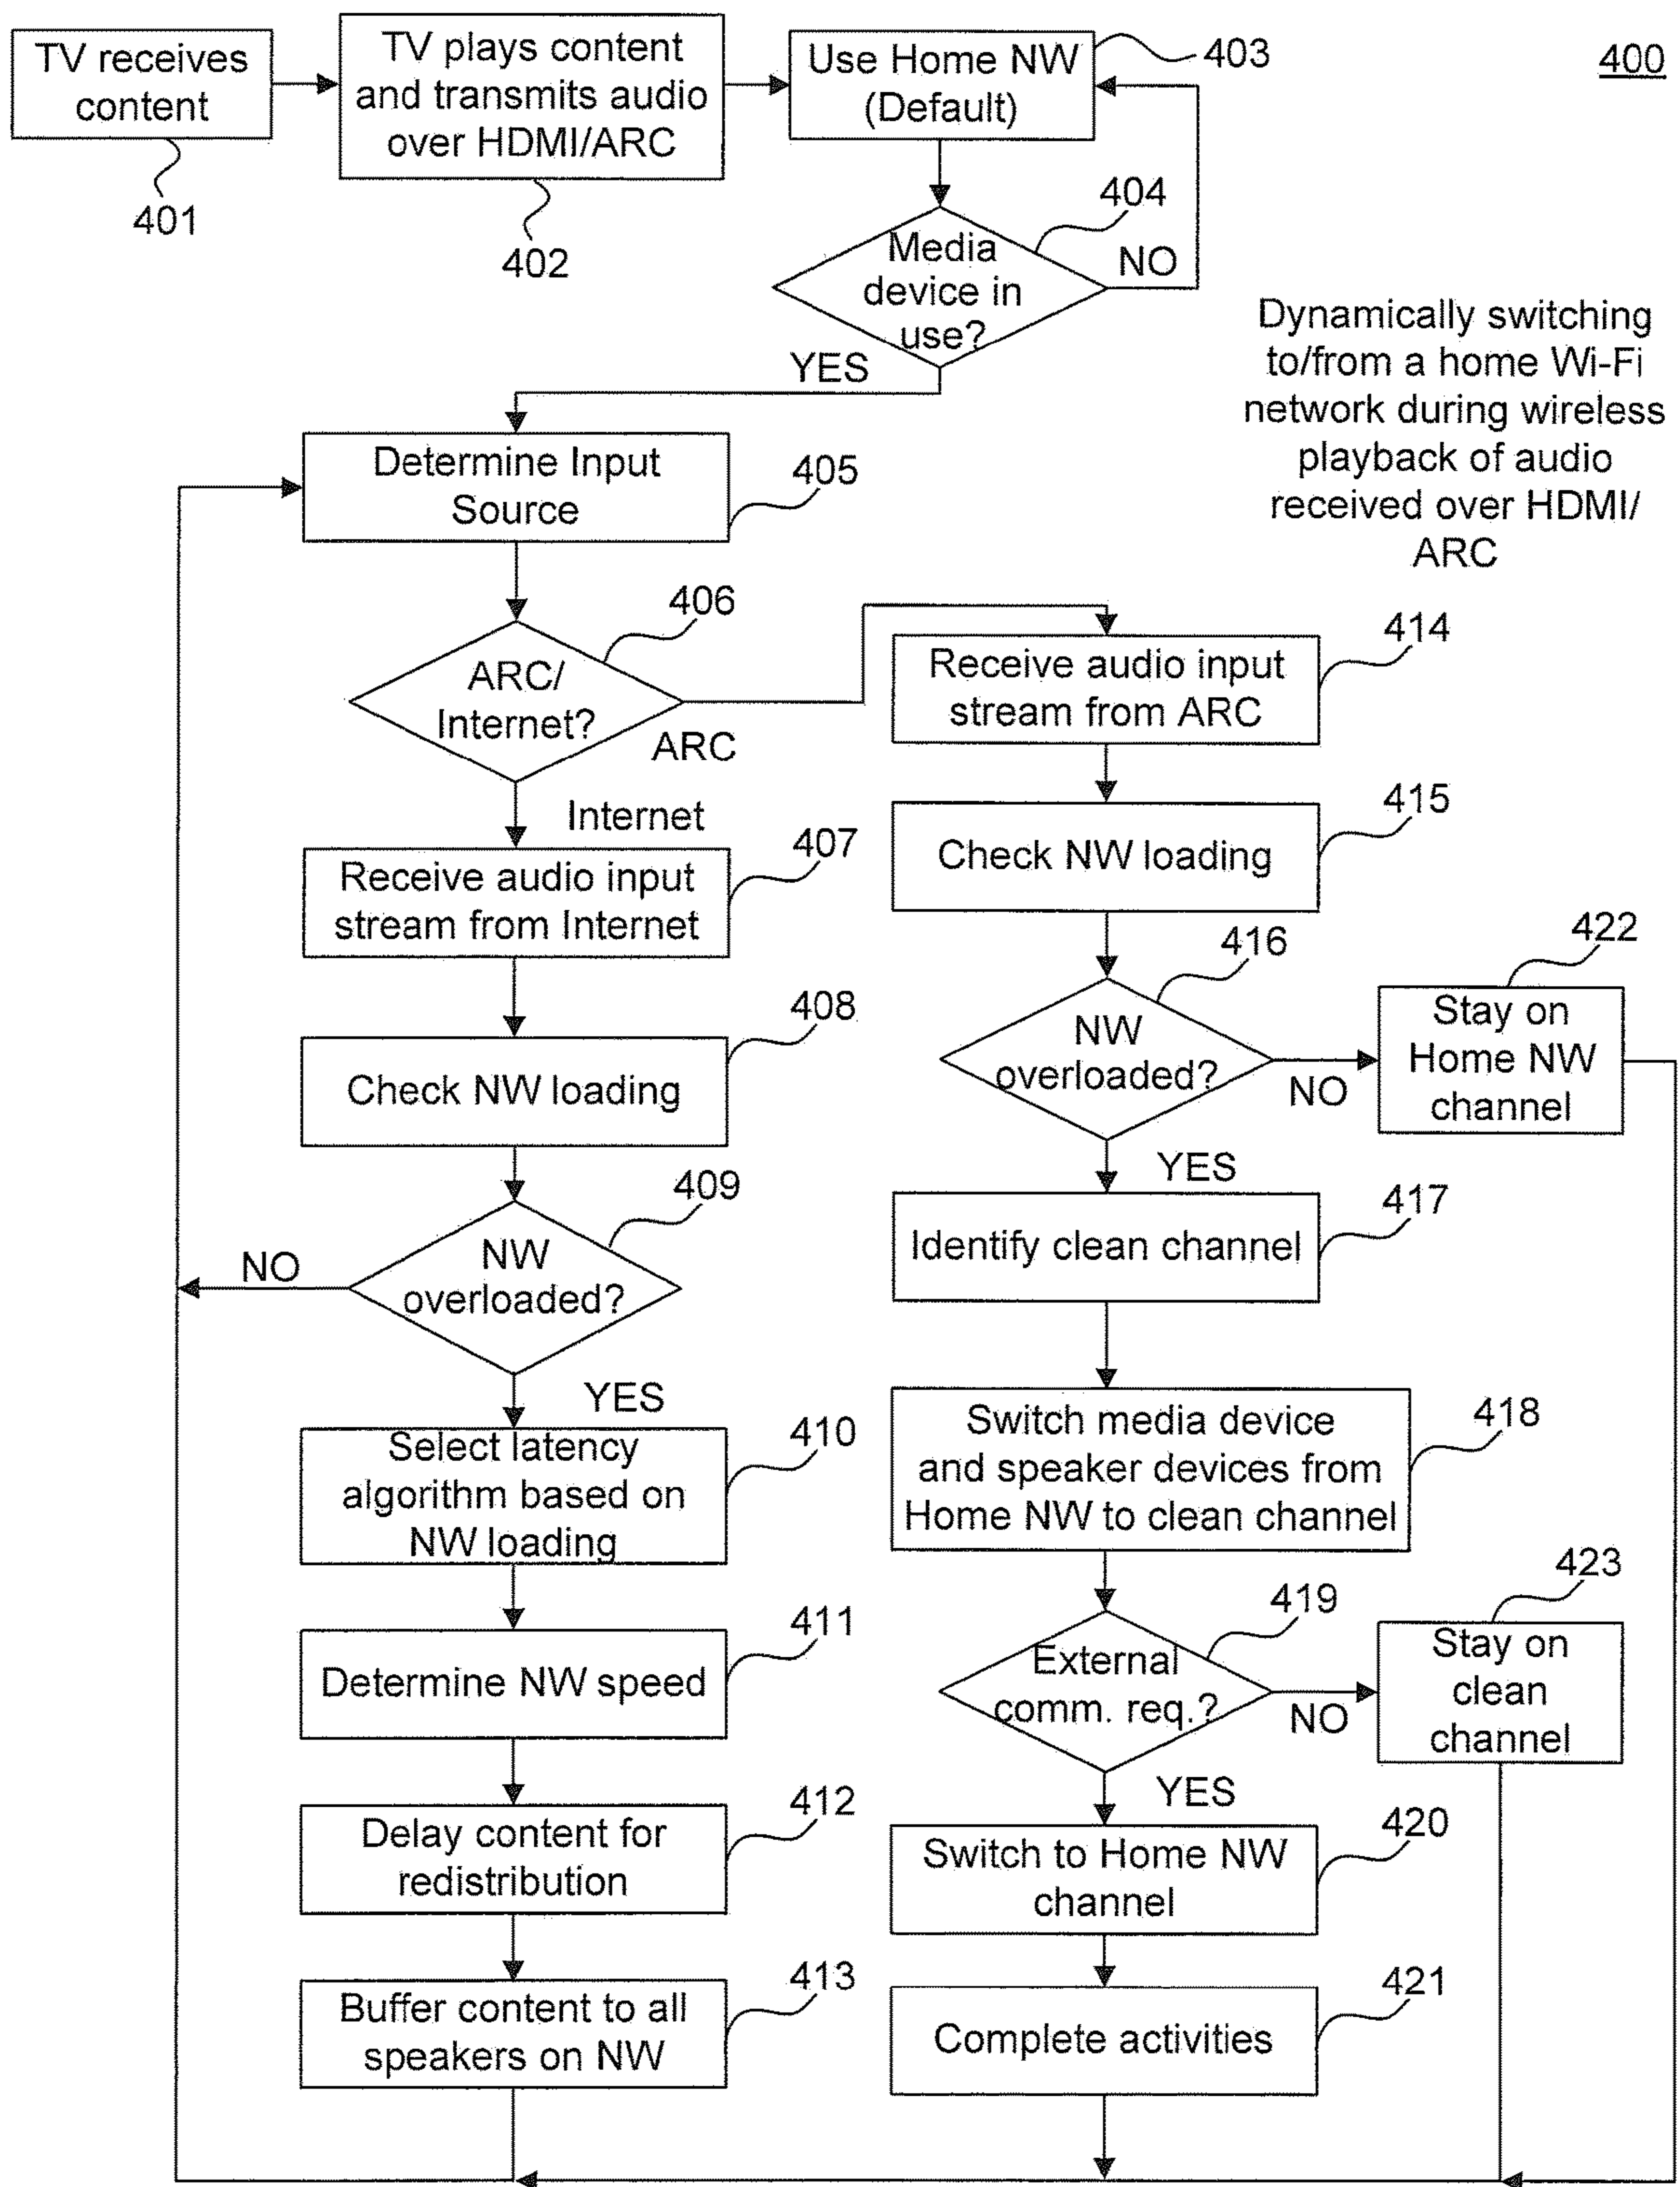 400
TV receives
content
401
TV plays content
and transmits audio
over HDMI/ARC
402
Use Home NW
(Default)
403
Media
device in
use?
404
NO
YES
Dynamically switching
to/from a home Wi-Fi
network during wireless
playback of audio
received over HDMI/
ARC
Determine Input
Source
405
ARC/
Internet?
406
ARC
Internet
Receive audio input
stream from Internet
407
Check NW loading
408
NW
overloaded?
409
NO
YES
Select latency
algorithm based on
NW loading
410
Determine NW speed
411
Delay content for
redistribution
412
Buffer content to all
speakers on NW
413
Receive audio input
stream from ARC
414
Check NW loading
415
NW
overloaded?
416
NO
Stay on
Home NW
channel
422
YES
Identify clean channel
417
Switch media device
and speaker devices from
Home NW to clean channel
418
External
comm. req.?
419
NO
Stay on
clean
channel
423
YES
Switch to Home NW
channel
420
Complete activities
421